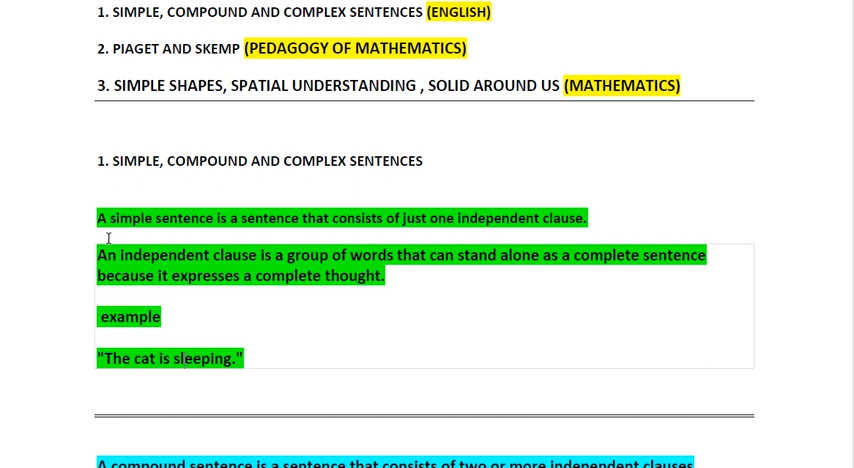 1. SIMPLE, COMPOUND AND COMPLEX SENTENCES (ENGLISH)
2. PIAGET AND SKEMP (PEDAGOGY OF MATHEMATICS)
3. SIMPLE SHAPES, SPATIAL UNDERSTANDING , SOLID AROUND US (MATHEMATICS)
1. SIMPLE, COMPOUND AND COMPLEX SENTENCES
A simple sentence is a sentence that consists of just one independent clause.
An independent clause is a group of words that can stand alone as a complete sentence
because it expresses a complete thought.
example
"The cat is sleeping."
A compound sentence is a sentence that consists of two or more independent clauses